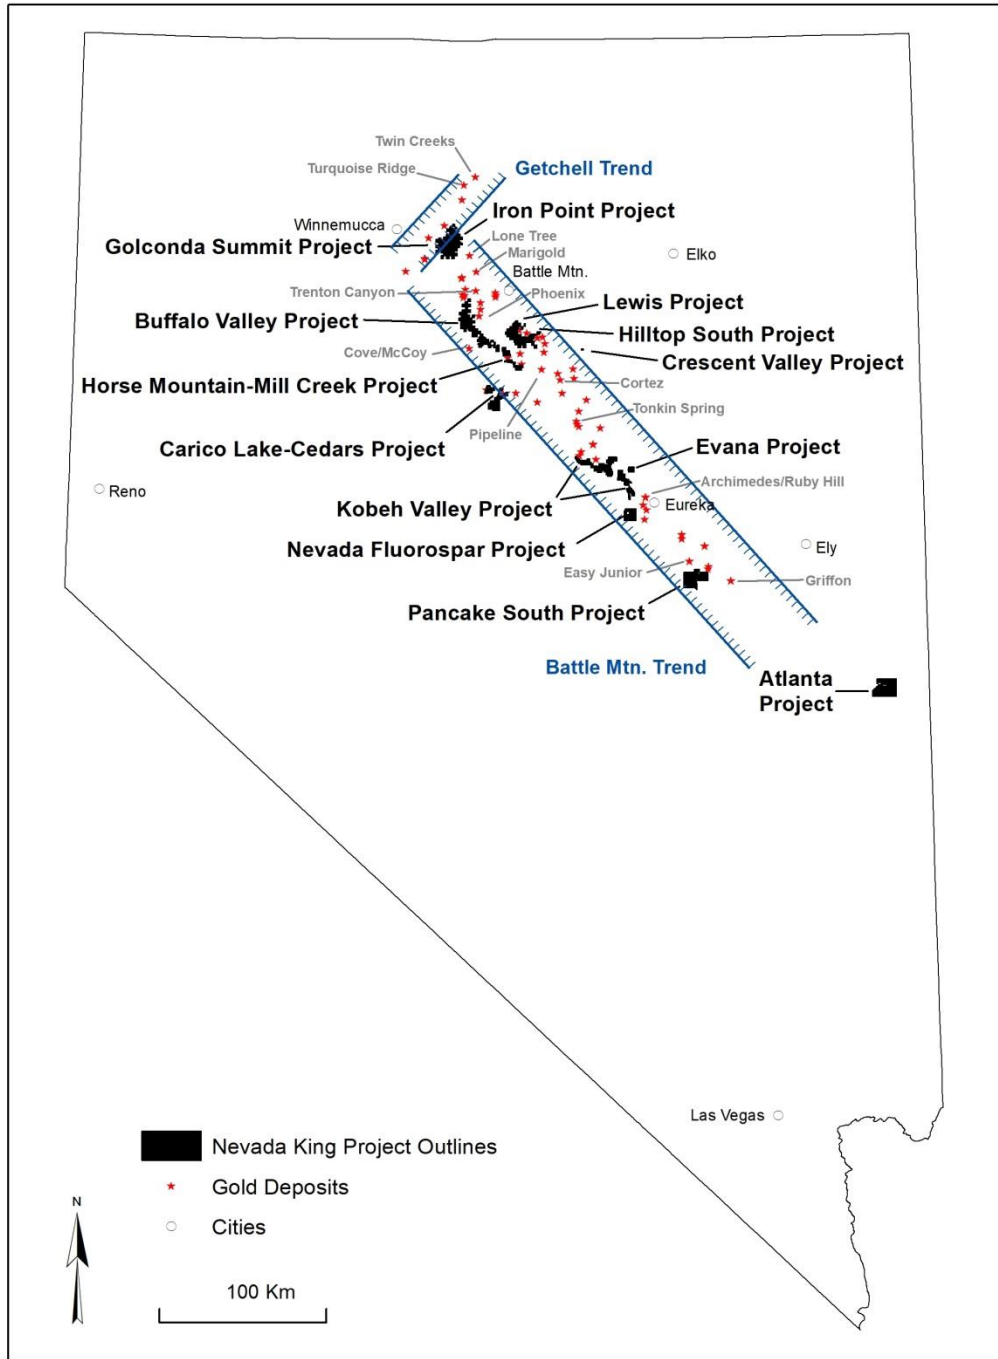 Twin Creeks
Turquoise Ridge
Getchell Trend
Iron Point Project
Winnemucca
Golconda Summit Project
Lone Tree
Marigold
Elko
Battle Mtn.
Trenton Canyon
Phoenix
Lewis Project
Buffalo Valley Project
Hilltop South Project
Cove/McCoy
Crescent Valley Project
Horse Mountain-Mill Creek Project
Cortez
Tonkin Spring
Pipeline
Carico Lake-Cedars Project
Evana Project
Archimedes/Ruby Hill
Reno
Kobeh Valley Project
Eureka
Nevada Fluorospar Project
Ely
Easy Junior
Griffon
Pancake South Project
Battle Mtn. Trend
Atlanta
Project
Las Vegas
Nevada King Project Outlines
Gold Deposits
Cities
N
100 Km